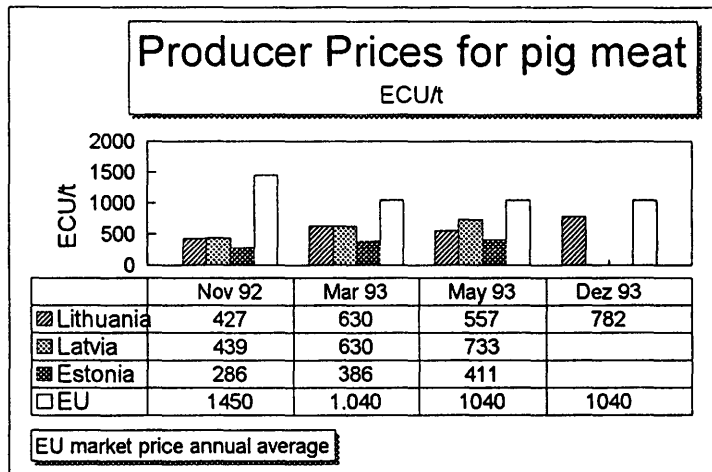 Producer Prices for pig meat
ECU/t
ECU/t
2000
1500
1000
500
0
Nov 92 Mar 93 May 93 Dez 93
Lithuania 427 630 557 782
Latvia 439 630 733
Estonia 286 386 411
EU 1450 1.040 1040 1040
EU market price annual average